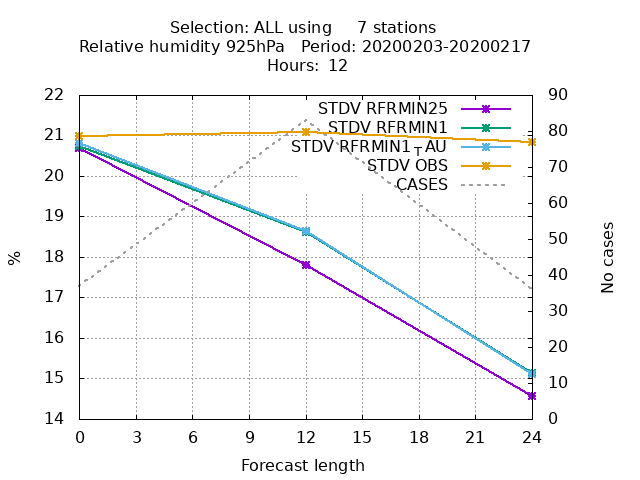 Selection: ALL using     7 stations
Relative humidity 925hPa   Period: 20200203-20200217
Hours: 12
STDV RFRMIN25
STDV RFRMIN1
STDV RFRMIN1_TAU
STDV OBS
CASES
22
21
20
19
18
17
16
15
14
%
90
80
70
60
50
40
30
20
10
0
No cases
0 3 6 9 12 15 18 21 24
Forecast length